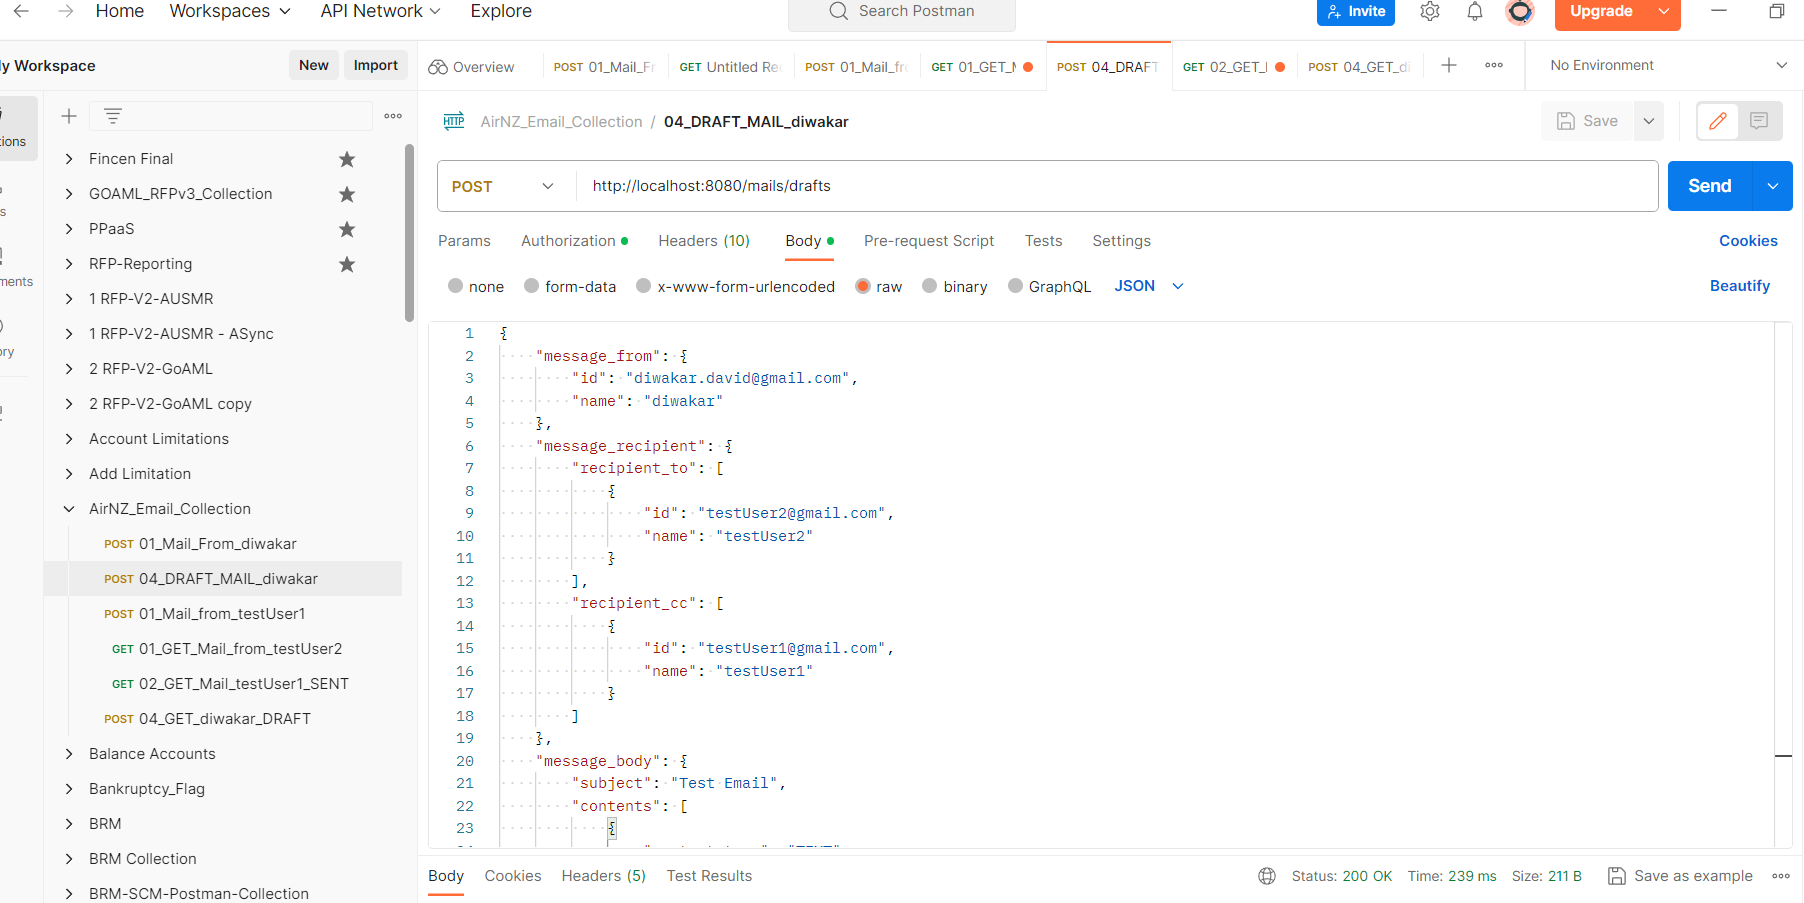 Home Workspaces API Network Explore Search Postman Invite Upgrade
y Workspace New Import
Overview POST 01_Mail_Fr GET Untitled Re POST 01_Mail_fr GET 01_GET_M POST 04_DRAFT GET 02_GET_ POST 04_GET_di No Environment
HTTP AirNZ_Email_Collection / 04_DRAFT_MAIL_diwakar Save
POST http://localhost:8080/mails/drafts Send
Params Authorization Headers (10) Body Pre-request Script Tests Settings Cookies
none form-data x-www-form-urlencoded raw binary GraphQL JSON Beautify
tions
s
ments
ory
Fincen Final
GOAML_RFPv3_Collection
PPaaS
RFP-Reporting
1 RFP-V2-AUSMR
1 RFP-V2-AUSMR - ASync
2 RFP-V2-GoAML
2 RFP-V2-GoAML copy
Account Limitations
Add Limitation
AirNZ_Email_Collection
POST 01_Mail_From_diwakar
POST 04_DRAFT_MAIL_diwakar
POST 01_Mail_from_testUser1
GET 01_GET_Mail_from_testUser2
GET 02_GET_Mail_testUser1_SENT
POST 04_GET_diwakar_DRAFT
Balance Accounts
Bankruptcy_Flag
BRM
BRM Collection
BRM-SCM-Postman-Collection
1 {
2 "message_from": {
3 "id": "diwakar.david@gmail.com",
4 "name": "diwakar"
5 },
6 "message_recipient": {
7 "recipient_to": [
8 {
9 "id": "testUser2@gmail.com",
10 "name": "testUser2"
11 }
12 ],
13 "recipient_cc": [
14 {
15 "id": "testUser1@gmail.com",
16 "name": "testUser1"
17 }
18 ]
19 },
20 "message_body": {
21 "subject": "Test Email",
22 "contents": [
23 {
Body Cookies Headers (5) Test Results Status: 200 OK Time: 239 ms Size: 211 B Save as example